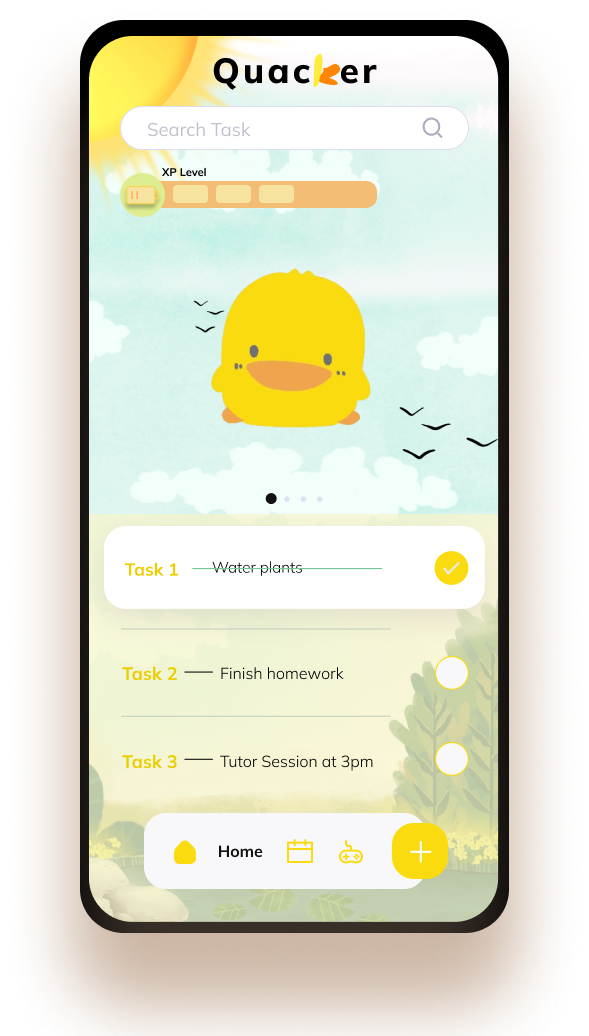 Quacker
Search Task
XP Level
Task 1 Water plants
Task 2 Finish homework
Task 3 Tutor Session at 3pm
Home